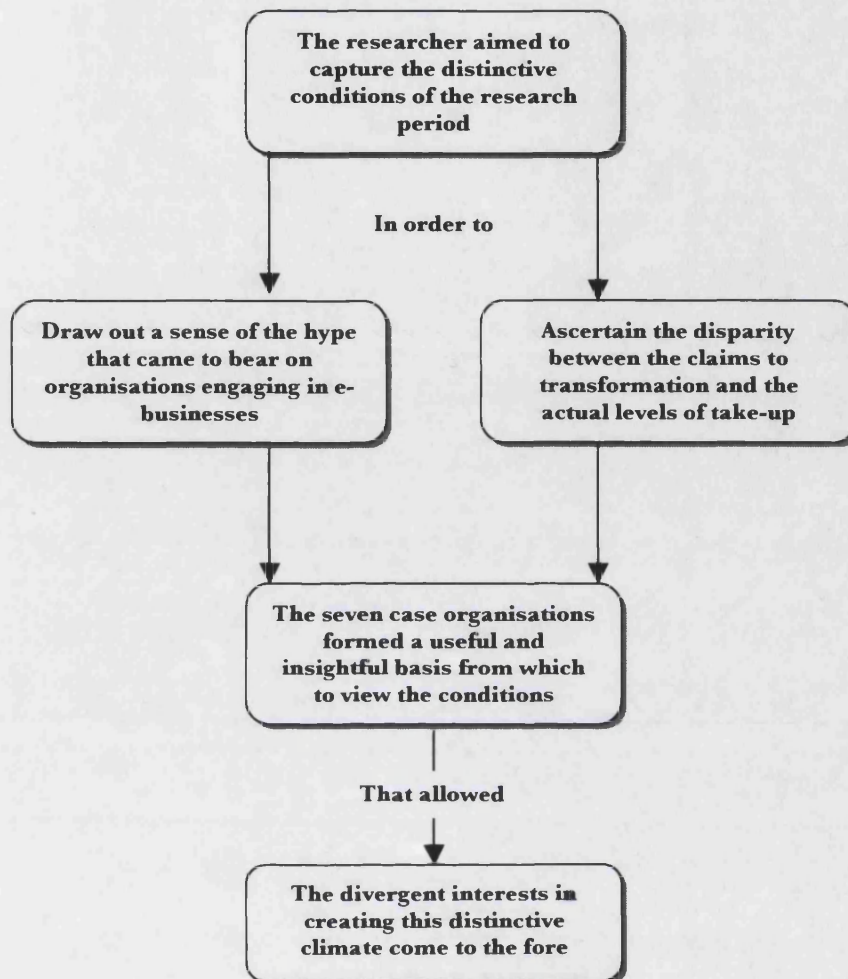 The researcher aimed to
capture the distinctive
conditions of the research
period
In order to
Draw out a sense of the hype
that came to bear on
organisations engaging in e-
businesses
Ascertain the disparity
between the claims to
transformation and the
actual levels of take-up
The seven case organisations
formed a useful and
insightful basis from which
to view the conditions
That allowed
The divergent interests in
creating this distinctive
climate come to the fore